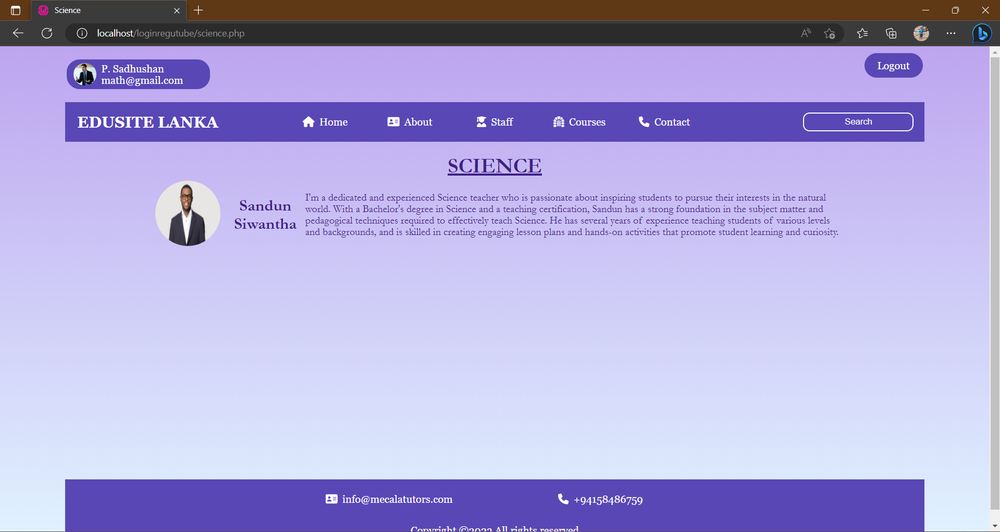 Science
localhost/loginregutube/science.php
P. Sadhushan
math@gmail.com
Logout
EDUSITE LANKA
Home
About
Staff
Courses
Contact
Search
SCIENCE
Sandun
Siwantha
I'm a dedicated and experienced Science teacher who is passionate about inspiring students to pursue their interests in the natural
world. With a Bachelor's degree in Science and a teaching certification, Sandun has a strong foundation in the subject matter and
pedagogical techniques required to effectively teach Science. He has several years of experience teaching students of various levels
and backgrounds, and is skilled in creating engaging lesson plans and hands-on activities that promote student learning and curiosity.
info@mecalatutors.com
+94158486759
Copyright ©2023 All rights reserved